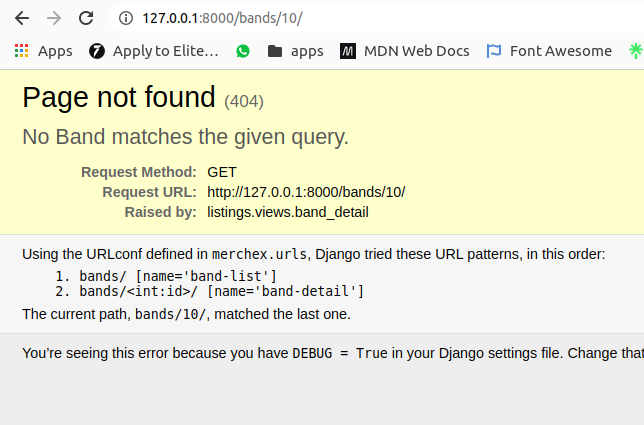 127.0.0.1:8000/bands/10/
Apps Apply to Elite… apps MDN Web Docs Font Awesome
Page not found (404)
No Band matches the given query.
Request Method: GET
Request URL: http://127.0.0.1:8000/bands/10/
Raised by: listings.views.band_detail
Using the URLconf defined in merchex.urls, Django tried these URL patterns, in this order:
1. bands/ [name='band-list']
2. bands/<int:id>/ [name='band-detail']
The current path, bands/10/, matched the last one.
You’re seeing this error because you have DEBUG = True in your Django settings file. Change that